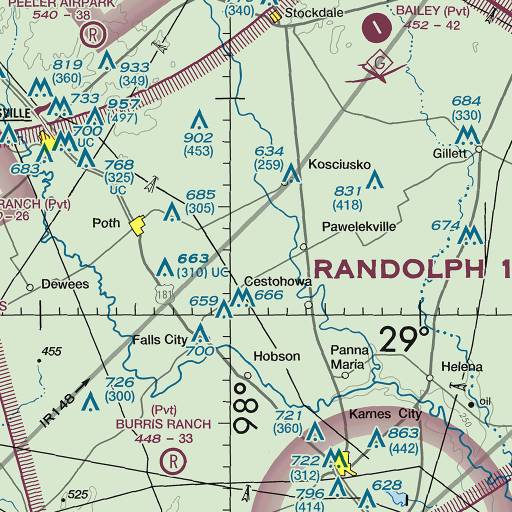 PEELER AIRPARK
540 - 38
R
(340)
Stockdale
BAILEY (Pvt)
452 - 42
G
819
(360)
933
(349)
733
957
(497)
SVILLE
700
UC
683
768
(325)
UC
902
(453)
634
(259)
Kosciusko
831
(418)
684
(330)
Gillett
RANCH (Pvt)
- 26
Poth
685
(305)
Pawelekville
674
663
(310) UC
RANDOLPH 1
Dewees
181
Cestohowa
659
666
Falls City
700
29°
455
Hobson
Panna
Maria
Helena
98°
IR148
726
(300)
(Pvt)
BURRIS RANCH
448 - 33
R
oil
250
721
(360)
Karnes City
863
(442)
722
(312)
796
(414)
628
525